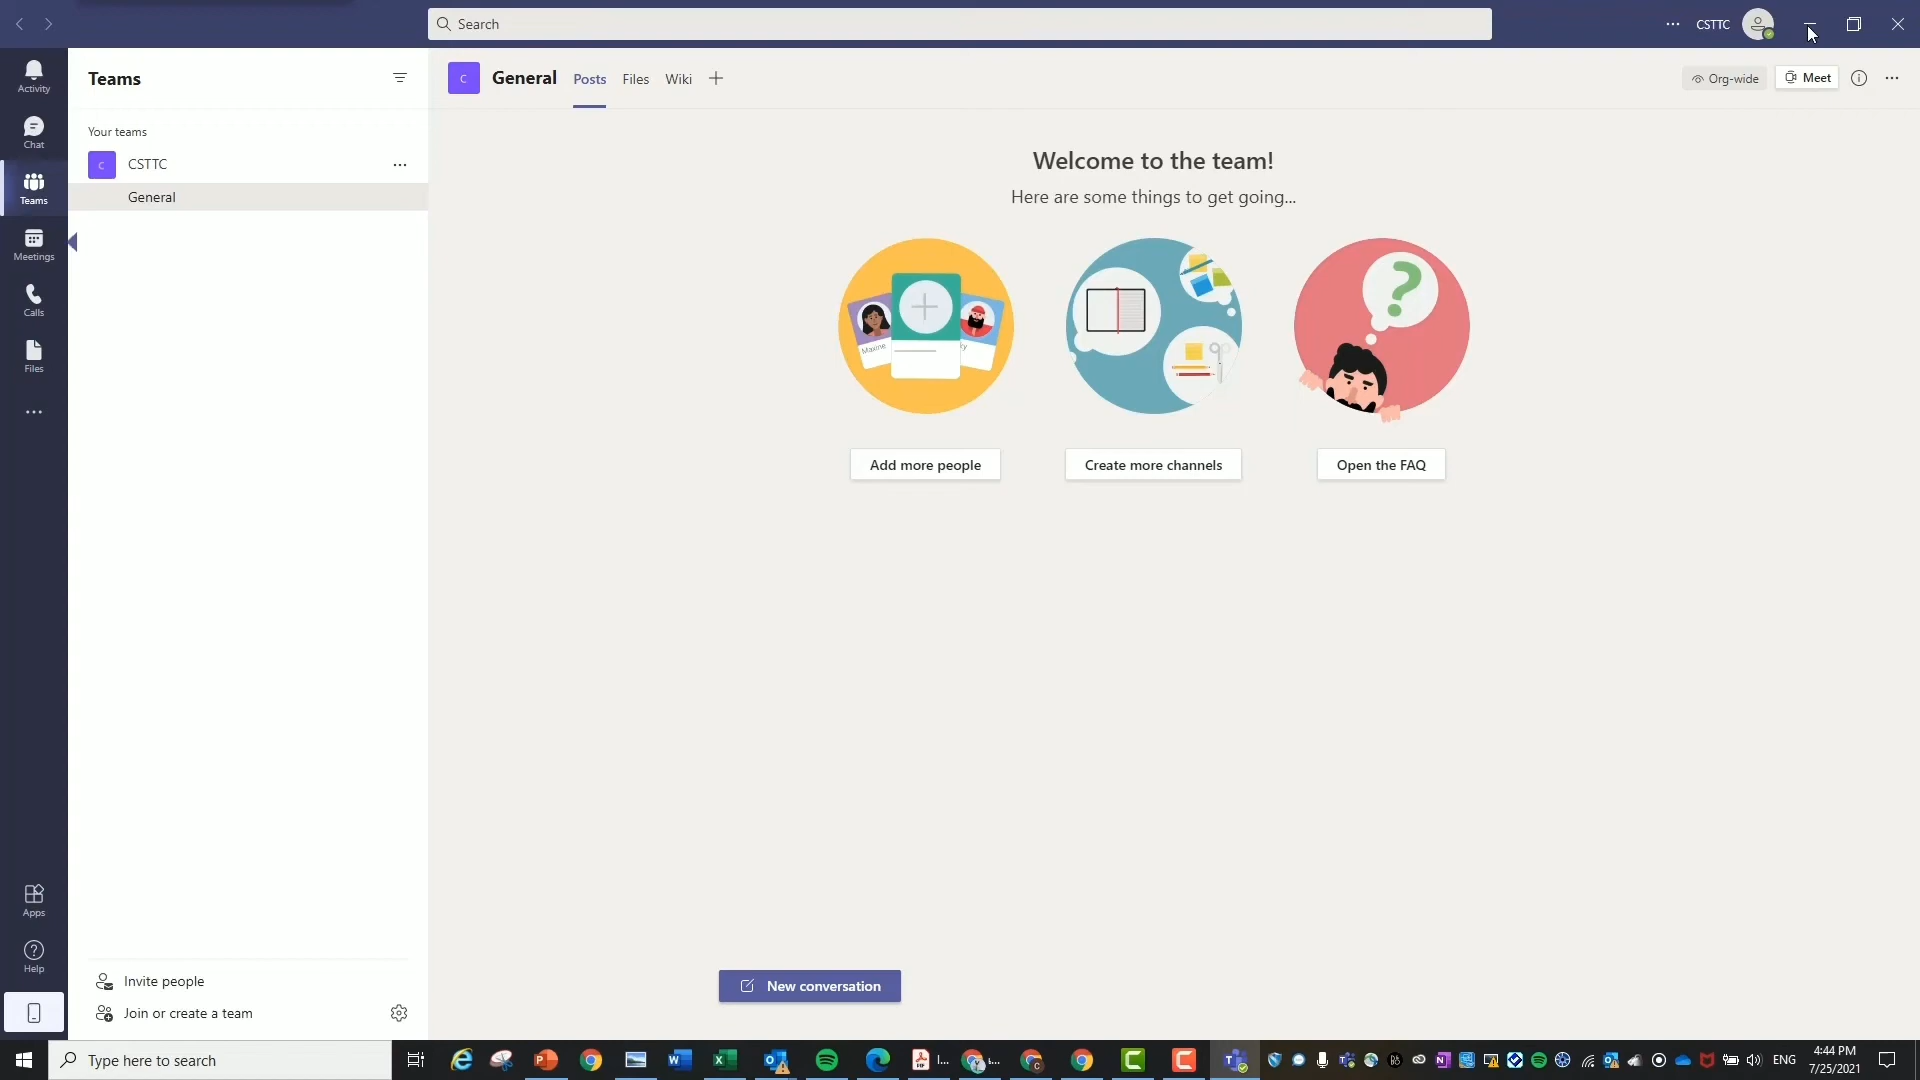 Search
CSTTC
Activity
Chat
Teams
Meetings
Calls
Files
Apps
Help
Teams
Your teams
C CSTTC
General
Invite people
Join or create a team
C General Posts Files Wiki
Org-wide Meet
Welcome to the team!
Here are some things to get going...
Maxine
Add more people
Create more channels
Open the FAQ
New conversation
Type here to search
ENG
4:44 PM
7/25/2021